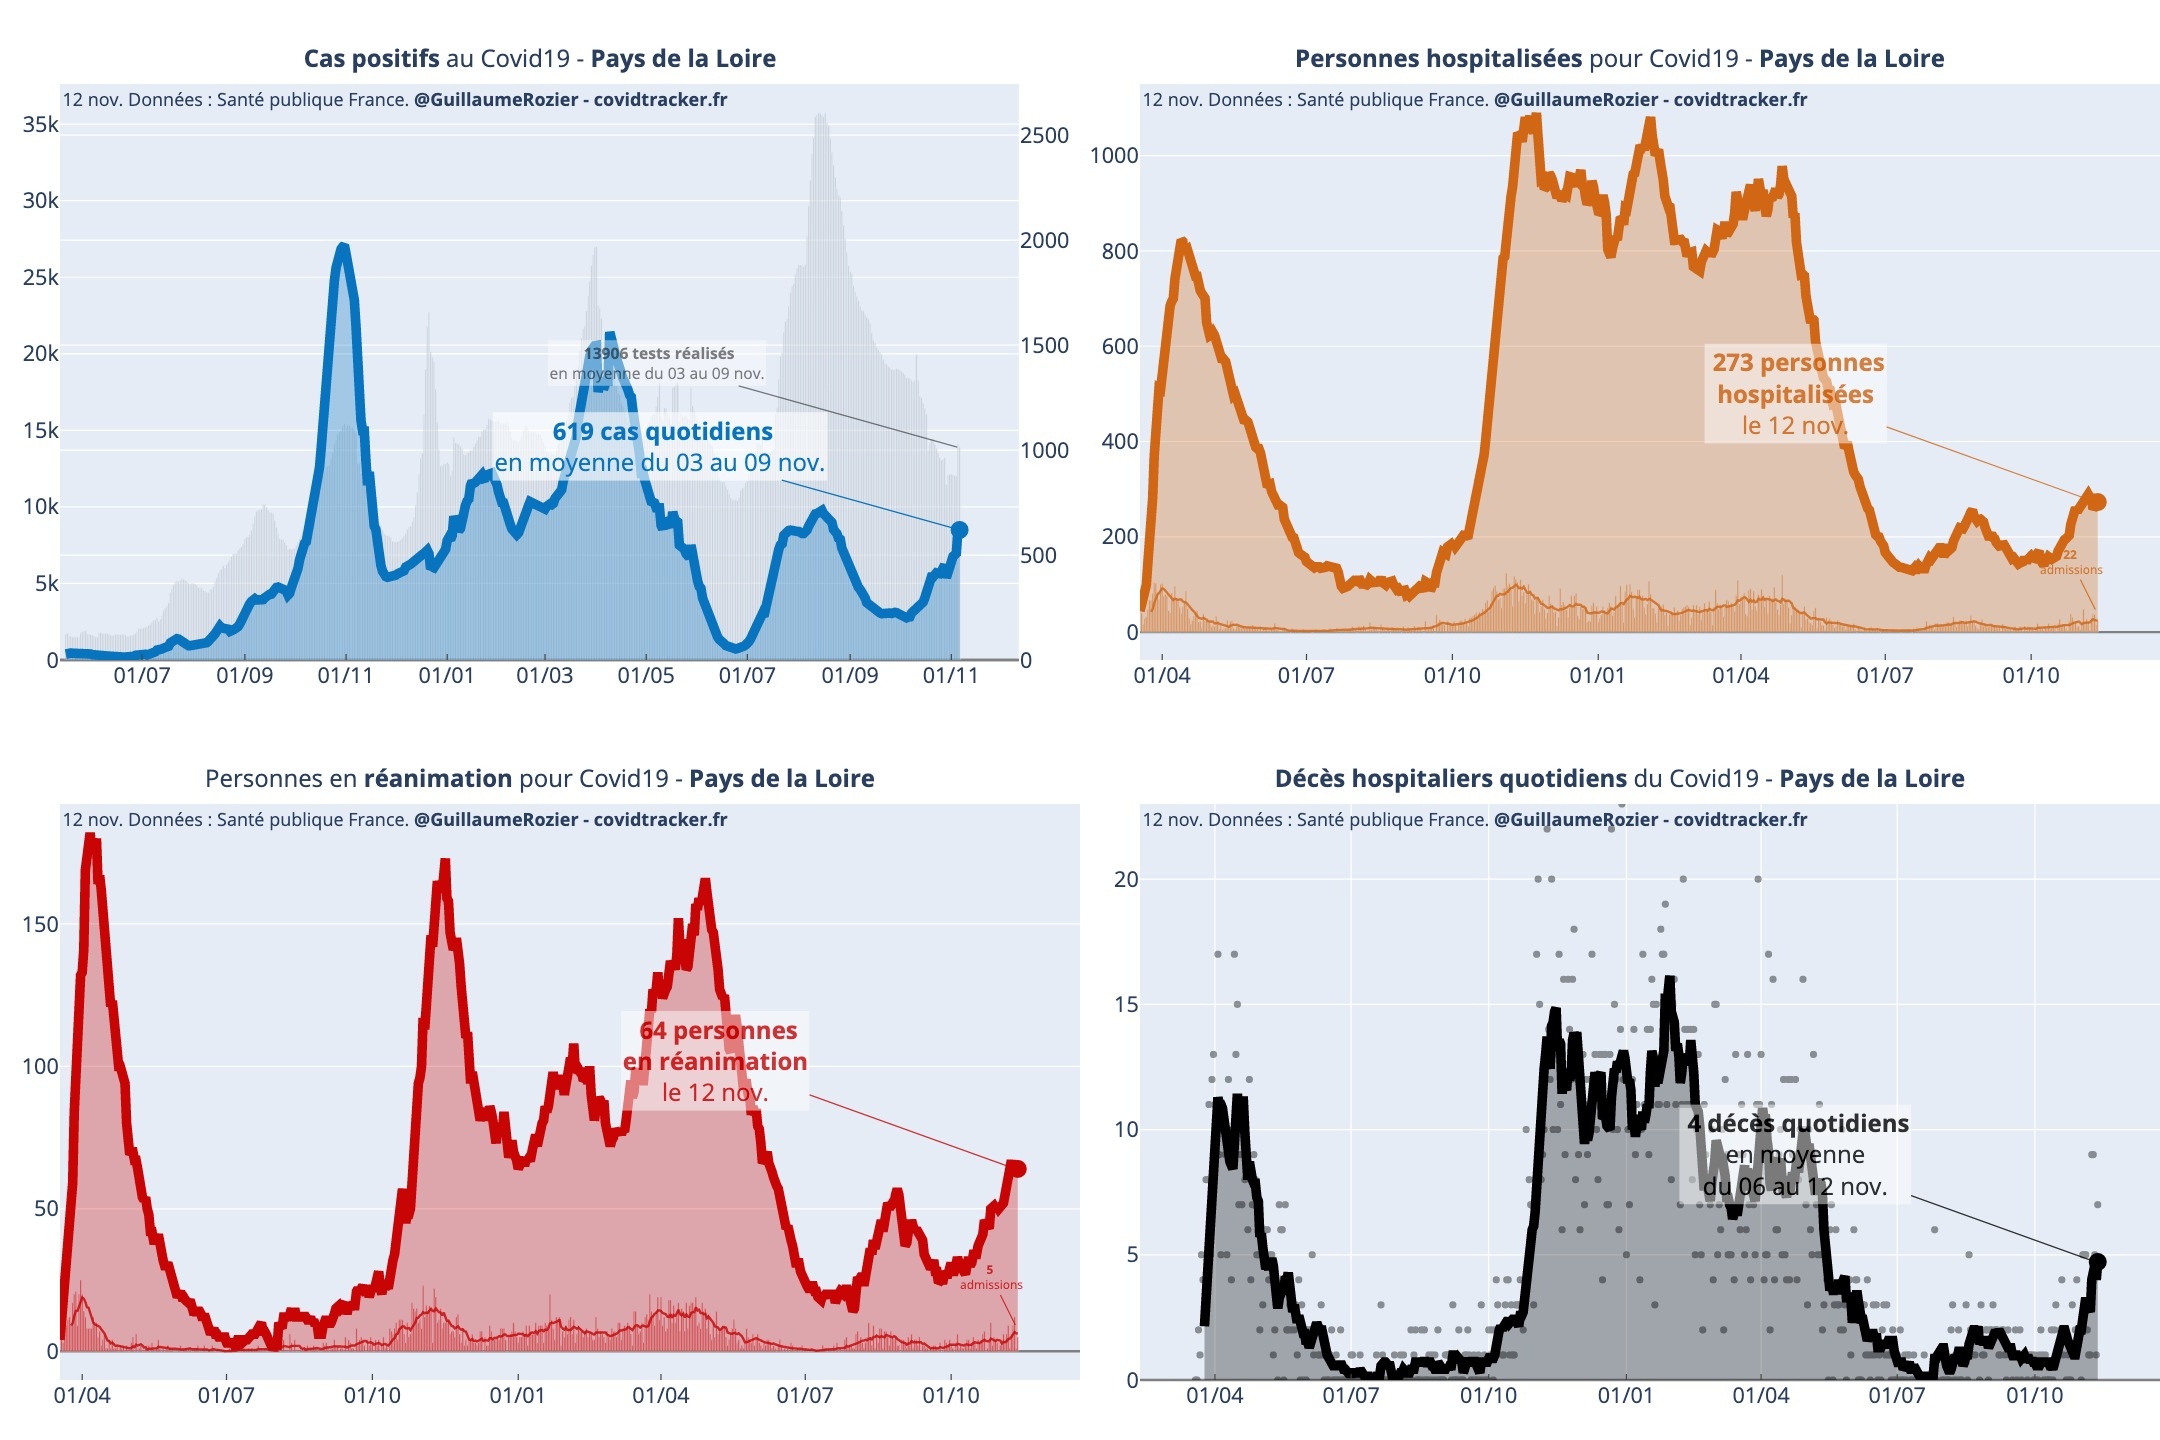 Cas positifs au Covid19 - Pays de la Loire
12 nov. Données : Santé publique France. @GuillaumeRozier - covidtracker.fr
35k
30k
25k
20k
15k
10k
5k
0
2500
2000
1500
1000
500
0
13906 tests réalisés
en moyenne du 03 au 09 nov.
619 cas quotidiens
en moyenne du 03 au 09 nov.
01/07 01/09 01/11 01/01 01/03 01/05 01/07 01/09 01/11
Personnes hospitalisées pour Covid19 - Pays de la Loire
12 nov. Données : Santé publique France. @GuillaumeRozier - covidtracker.fr
1000
800
600
400
200
0
273 personnes
hospitalisées
le 12 nov.
22
admissions
01/04 01/07 01/10 01/01 01/04 01/07 01/10
Personnes en réanimation pour Covid19 - Pays de la Loire
12 nov. Données : Santé publique France. @GuillaumeRozier - covidtracker.fr
150
100
50
0
64 personnes
en réanimation
le 12 nov.
5
admissions
01/04 01/07 01/10 01/01 01/04 01/07 01/10
Décès hospitaliers quotidiens du Covid19 - Pays de la Loire
12 nov. Données : Santé publique France. @GuillaumeRozier - covidtracker.fr
20
15
10
5
0
4 décès quotidiens
en moyenne
du 06 au 12 nov.
01/04 01/07 01/10 01/01 01/04 01/07 01/10